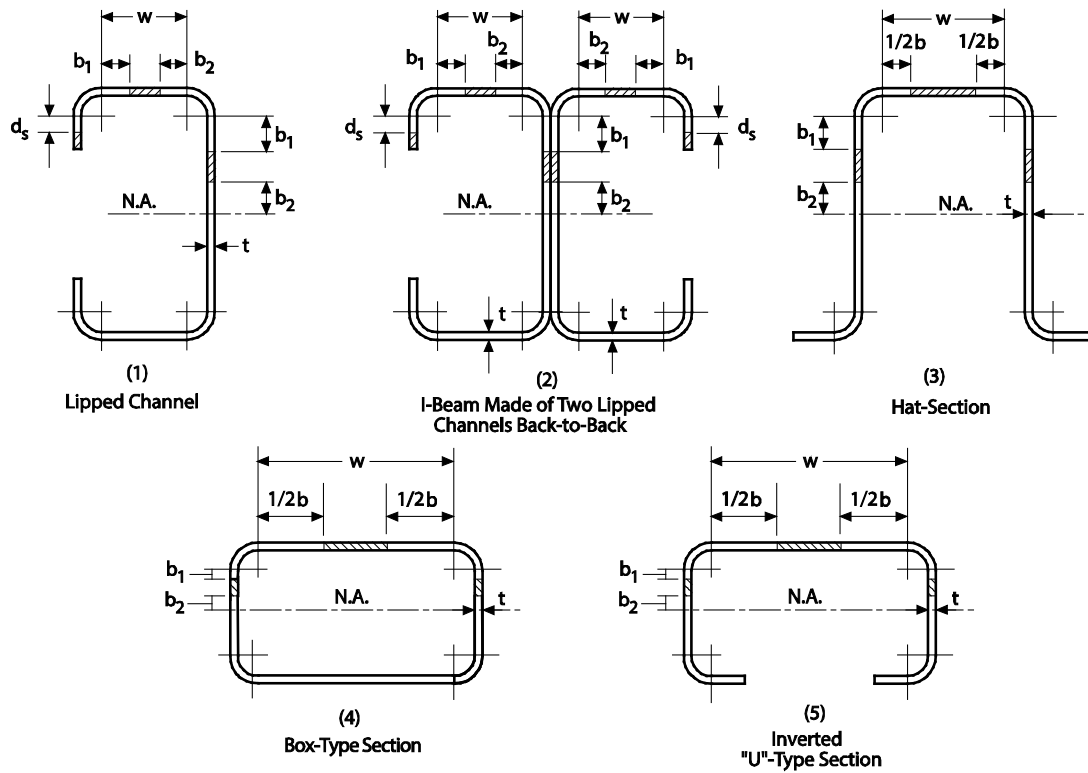 w
w
w
w
b1
b2
b1
b2
b2
b1
1/2b
1/2b
ds
b1
ds
b1
ds
b1
N.A.
b2
N.A.
b2
b2
N.A.
t
t
t
t
(1)
Lipped Channel
(2)
I-Beam Made of Two Lipped
Channels Back-to-Back
(3)
Hat-Section
w
w
1/2b
1/2b
1/2b
1/2b
b1
b2
N.A.
t
b1
b2
N.A.
t
(4)
Box-Type Section
(5)
Inverted
"U"-Type Section